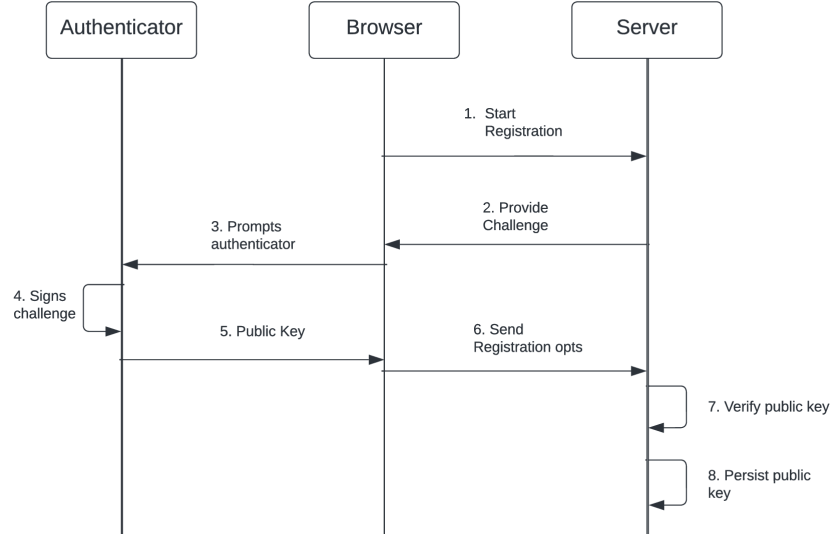 Authenticator
Browser
Server
1. Start
Registration
2. Provide
Challenge
3. Prompts
authenticator
4. Signs
challenge
5. Public Key
6. Send
Registration opts
7. Verify public key
8. Persist public
key